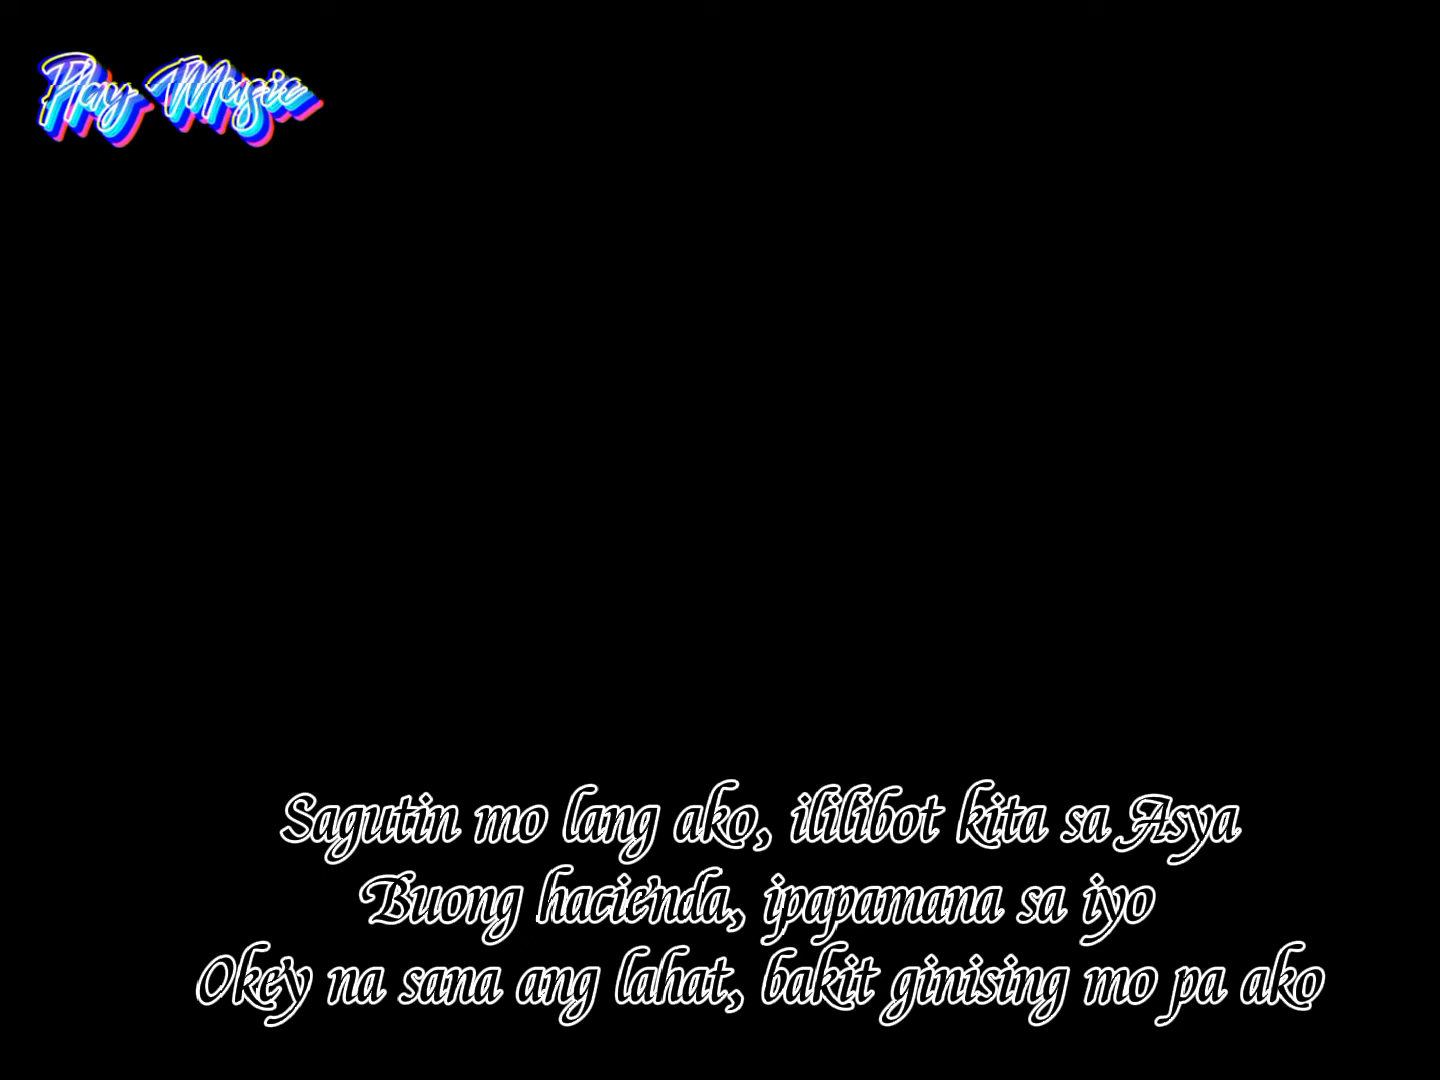 Play Music
Sagutin mo lang ako, ililibot kita sa Asya
Buong hacienda, ipapamana sa iyo
Okey na sana ang lahat, bakit ginising mo pa ako